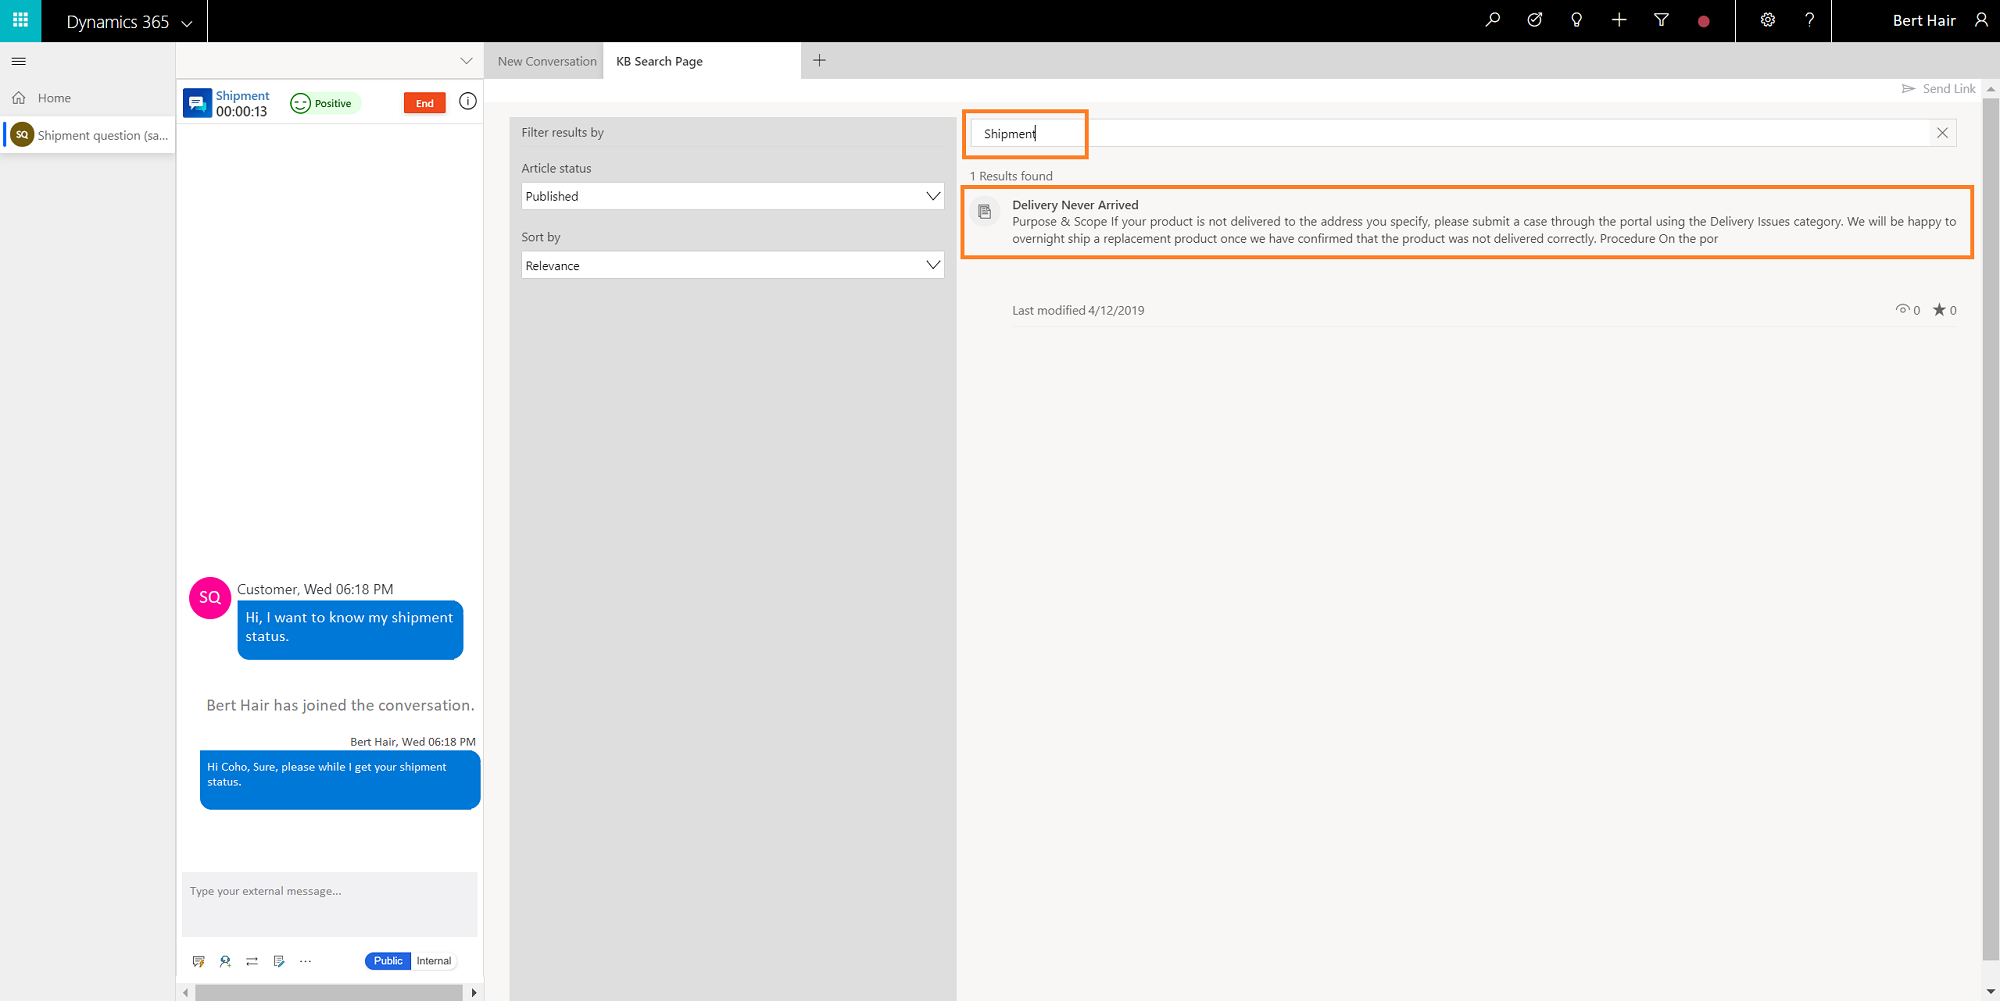 Dynamics 365
Bert Hair
Home
SQ Shipment question (sa...
Shipment
00:00:13
Positive
End
SQ
Customer, Wed 06:18 PM
Hi, I want to know my shipment
status.
Bert Hair has joined the conversation.
Bert Hair, Wed 06:18 PM
Hi Coho, Sure, please while I get your shipment
status.
Type your external message...
Public Internal
New Conversation
KB Search Page
Send Link
Filter results by
Article status
Published
Sort by
Relevance
Shipment
1 Results found
Delivery Never Arrived
Purpose & Scope If your product is not delivered to the address you specify, please submit a case through the portal using the Delivery Issues category. We will be happy to
overnight ship a replacement product once we have confirmed that the product was not delivered correctly. Procedure On the por
Last modified 4/12/2019
0 0